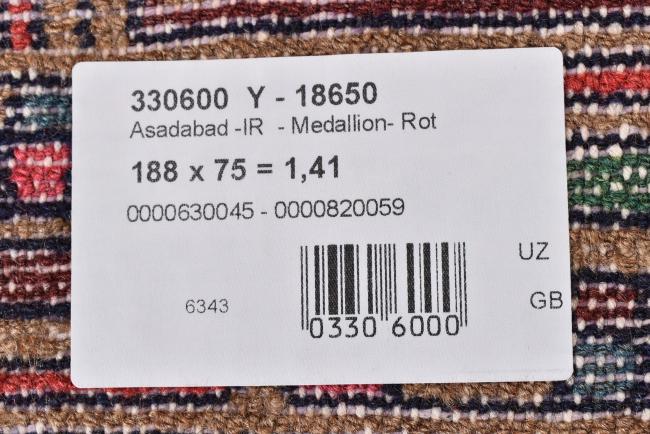 330600 Y - 18650
Asadabad -IR - Medallion- Rot
188 x 75 = 1,41
0000630045 - 0000820059
UZ
6343
GB
0330 6000